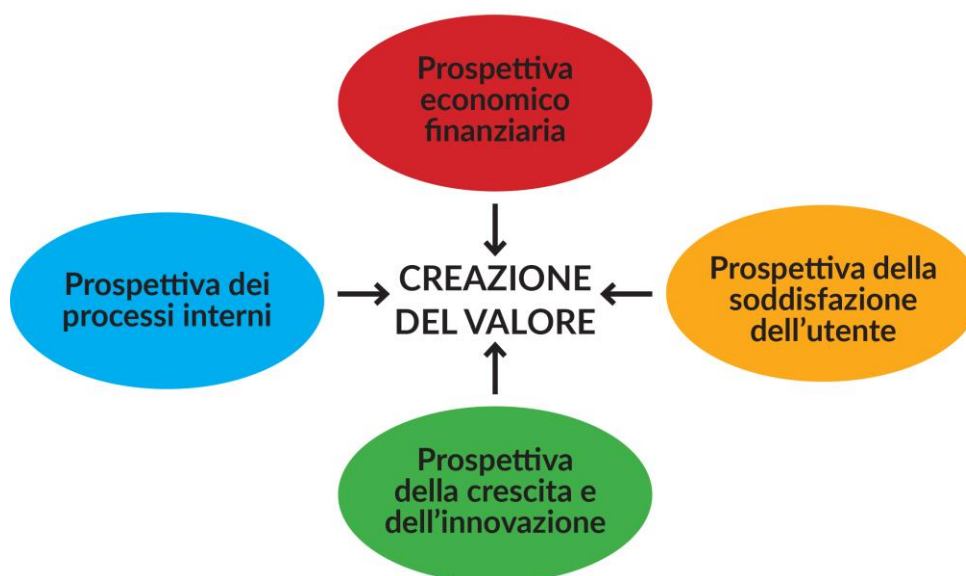 Prospettiva
economico
finanziaria
Prospettiva dei
processi interni
CREAZIONE
DEL VALORE
Prospettiva della
soddisfazione
dell’utente
Prospettiva
della crescita e
dell’innovazione